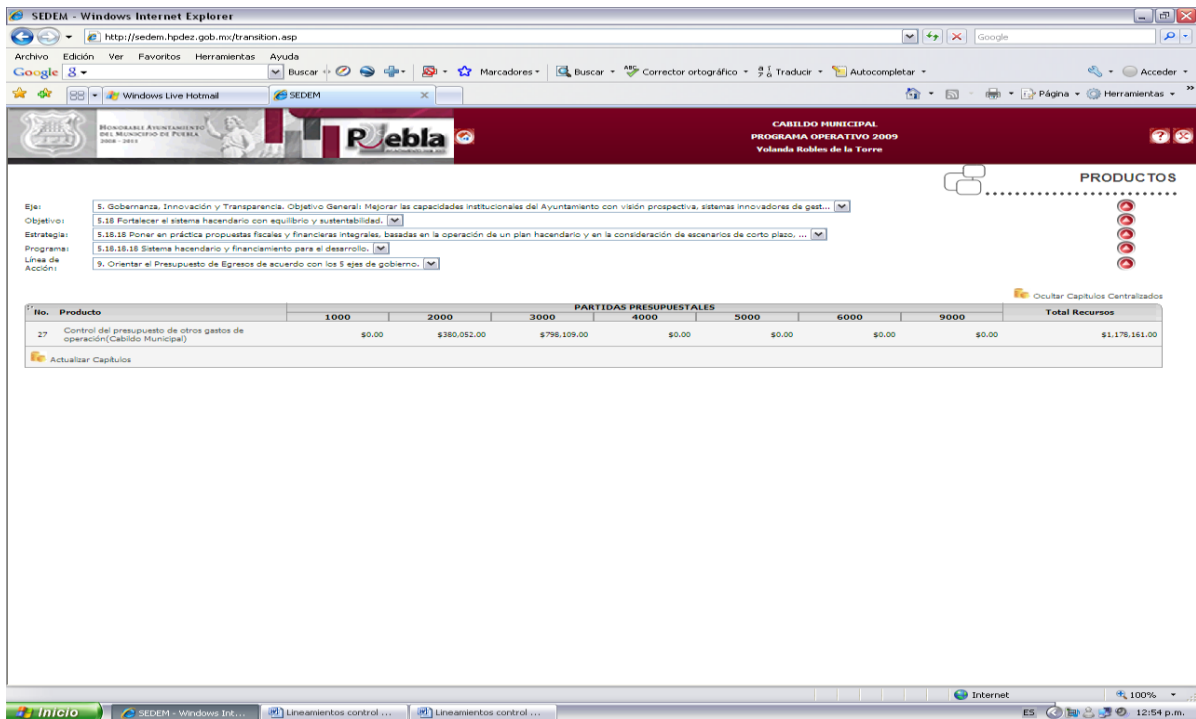 SEDEM - Windows Internet Explorer
http://sedem.hpdez.gob.mx/transition.asp
Google
Archivo Edición Ver Favoritos Herramientas Ayuda
Google Buscar Marcadores Buscar Corrector ortográfico Traducir Autocompletar Acceder
Windows Live Hotmail SEDEM Página Herramientas
HONORABLE AYUNTAMIENTO
DEL MUNICIPIO DE PUEBLA
2008 - 2011
Puebla
CABILDO MUNICIPAL
PROGRAMA OPERATIVO 2009
Yolanda Robles de la Torre
PRODUCTOS
Eje: 5. Gobernanza, Innovación y Transparencia. Objetivo General: Mejorar las capacidades institucionales del Ayuntamiento con visión prospectiva, sistemas innovadores de gest...
Objetivo: 5.18 Fortalecer el sistema hacendario con equilibrio y sustentabilidad.
Estrategia: 5.18.18 Poner en práctica propuestas fiscales y financieras integrales, basadas en la operación de un plan hacendario y en la consideración de escenarios de corto plazo, ...
Programa: 5.18.18.18 Sistema hacendario y financiamiento para el desarrollo.
Línea de Acción: 9. Orientar el Presupuesto de Egresos de acuerdo con los 5 ejes de gobierno.
Ocultar Capítulos Centralizados
No. Producto PARTIDAS PRESUPUESTALES Total Recursos
1000 2000 3000 4000 5000 6000 9000
27 Control del presupuesto de otros gastos de operación(Cabildo Municipal) $0.00 $380,052.00 $798,109.00 $0.00 $0.00 $0.00 $0.00 $1,178,161.00
Actualizar Capítulos
Internet 100%
Inicio SEDEM - Windows Int... Lineamientos control ... Lineamientos control ... ES 12:54 p.m.